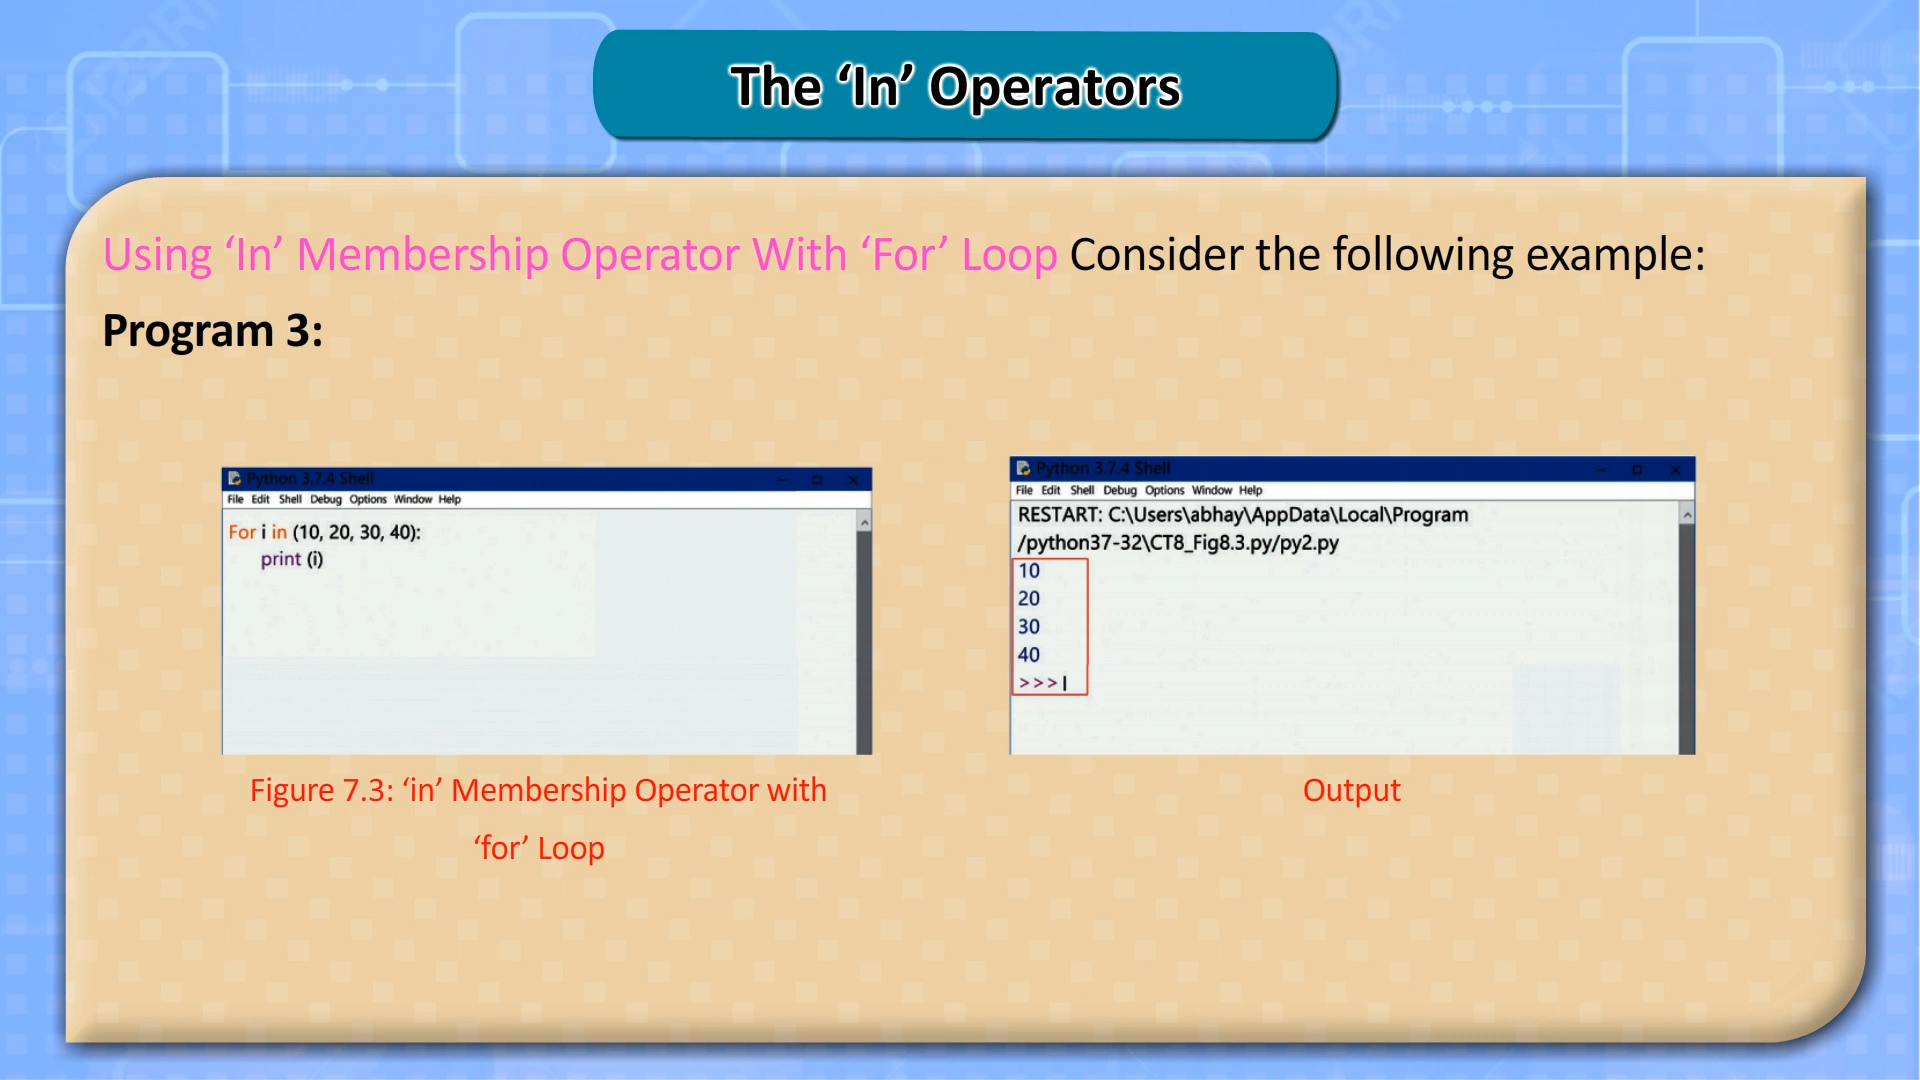 The ‘In’ Operators
Using ‘In’ Membership Operator With ‘For’ Loop Consider the following example:
Program 3:
Python 3.7.4 Shell
File Edit Shell Debug Options Window Help
For i in (10, 20, 30, 40):
print (i)
Figure 7.3: ‘in’ Membership Operator with
‘for’ Loop
Python 3.7.4 Shell
File Edit Shell Debug Options Window Help
RESTART: C:\Users\abhay\AppData\Local\Program
/python37-32\CT8_Fig8.3.py/py2.py
10
20
30
40
>>>|
Output